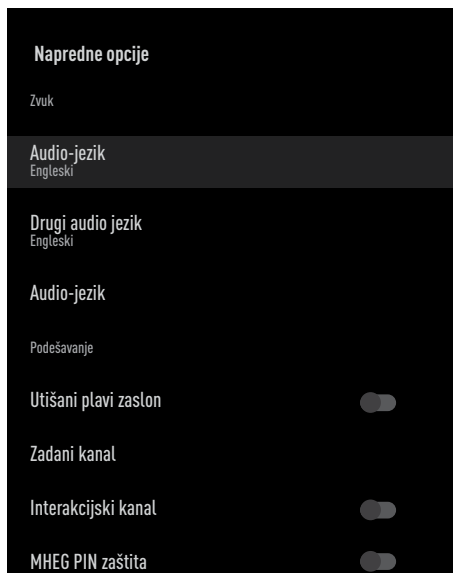 Napredne opcije
Zvuk
Audio-jezik
Engleski
Drugi audio jezik
Engleski
Audio-jezik
Podešavanje
Utišani plavi zaslon
Zadani kanal
Interakcijski kanal
MHEG PIN zaštita